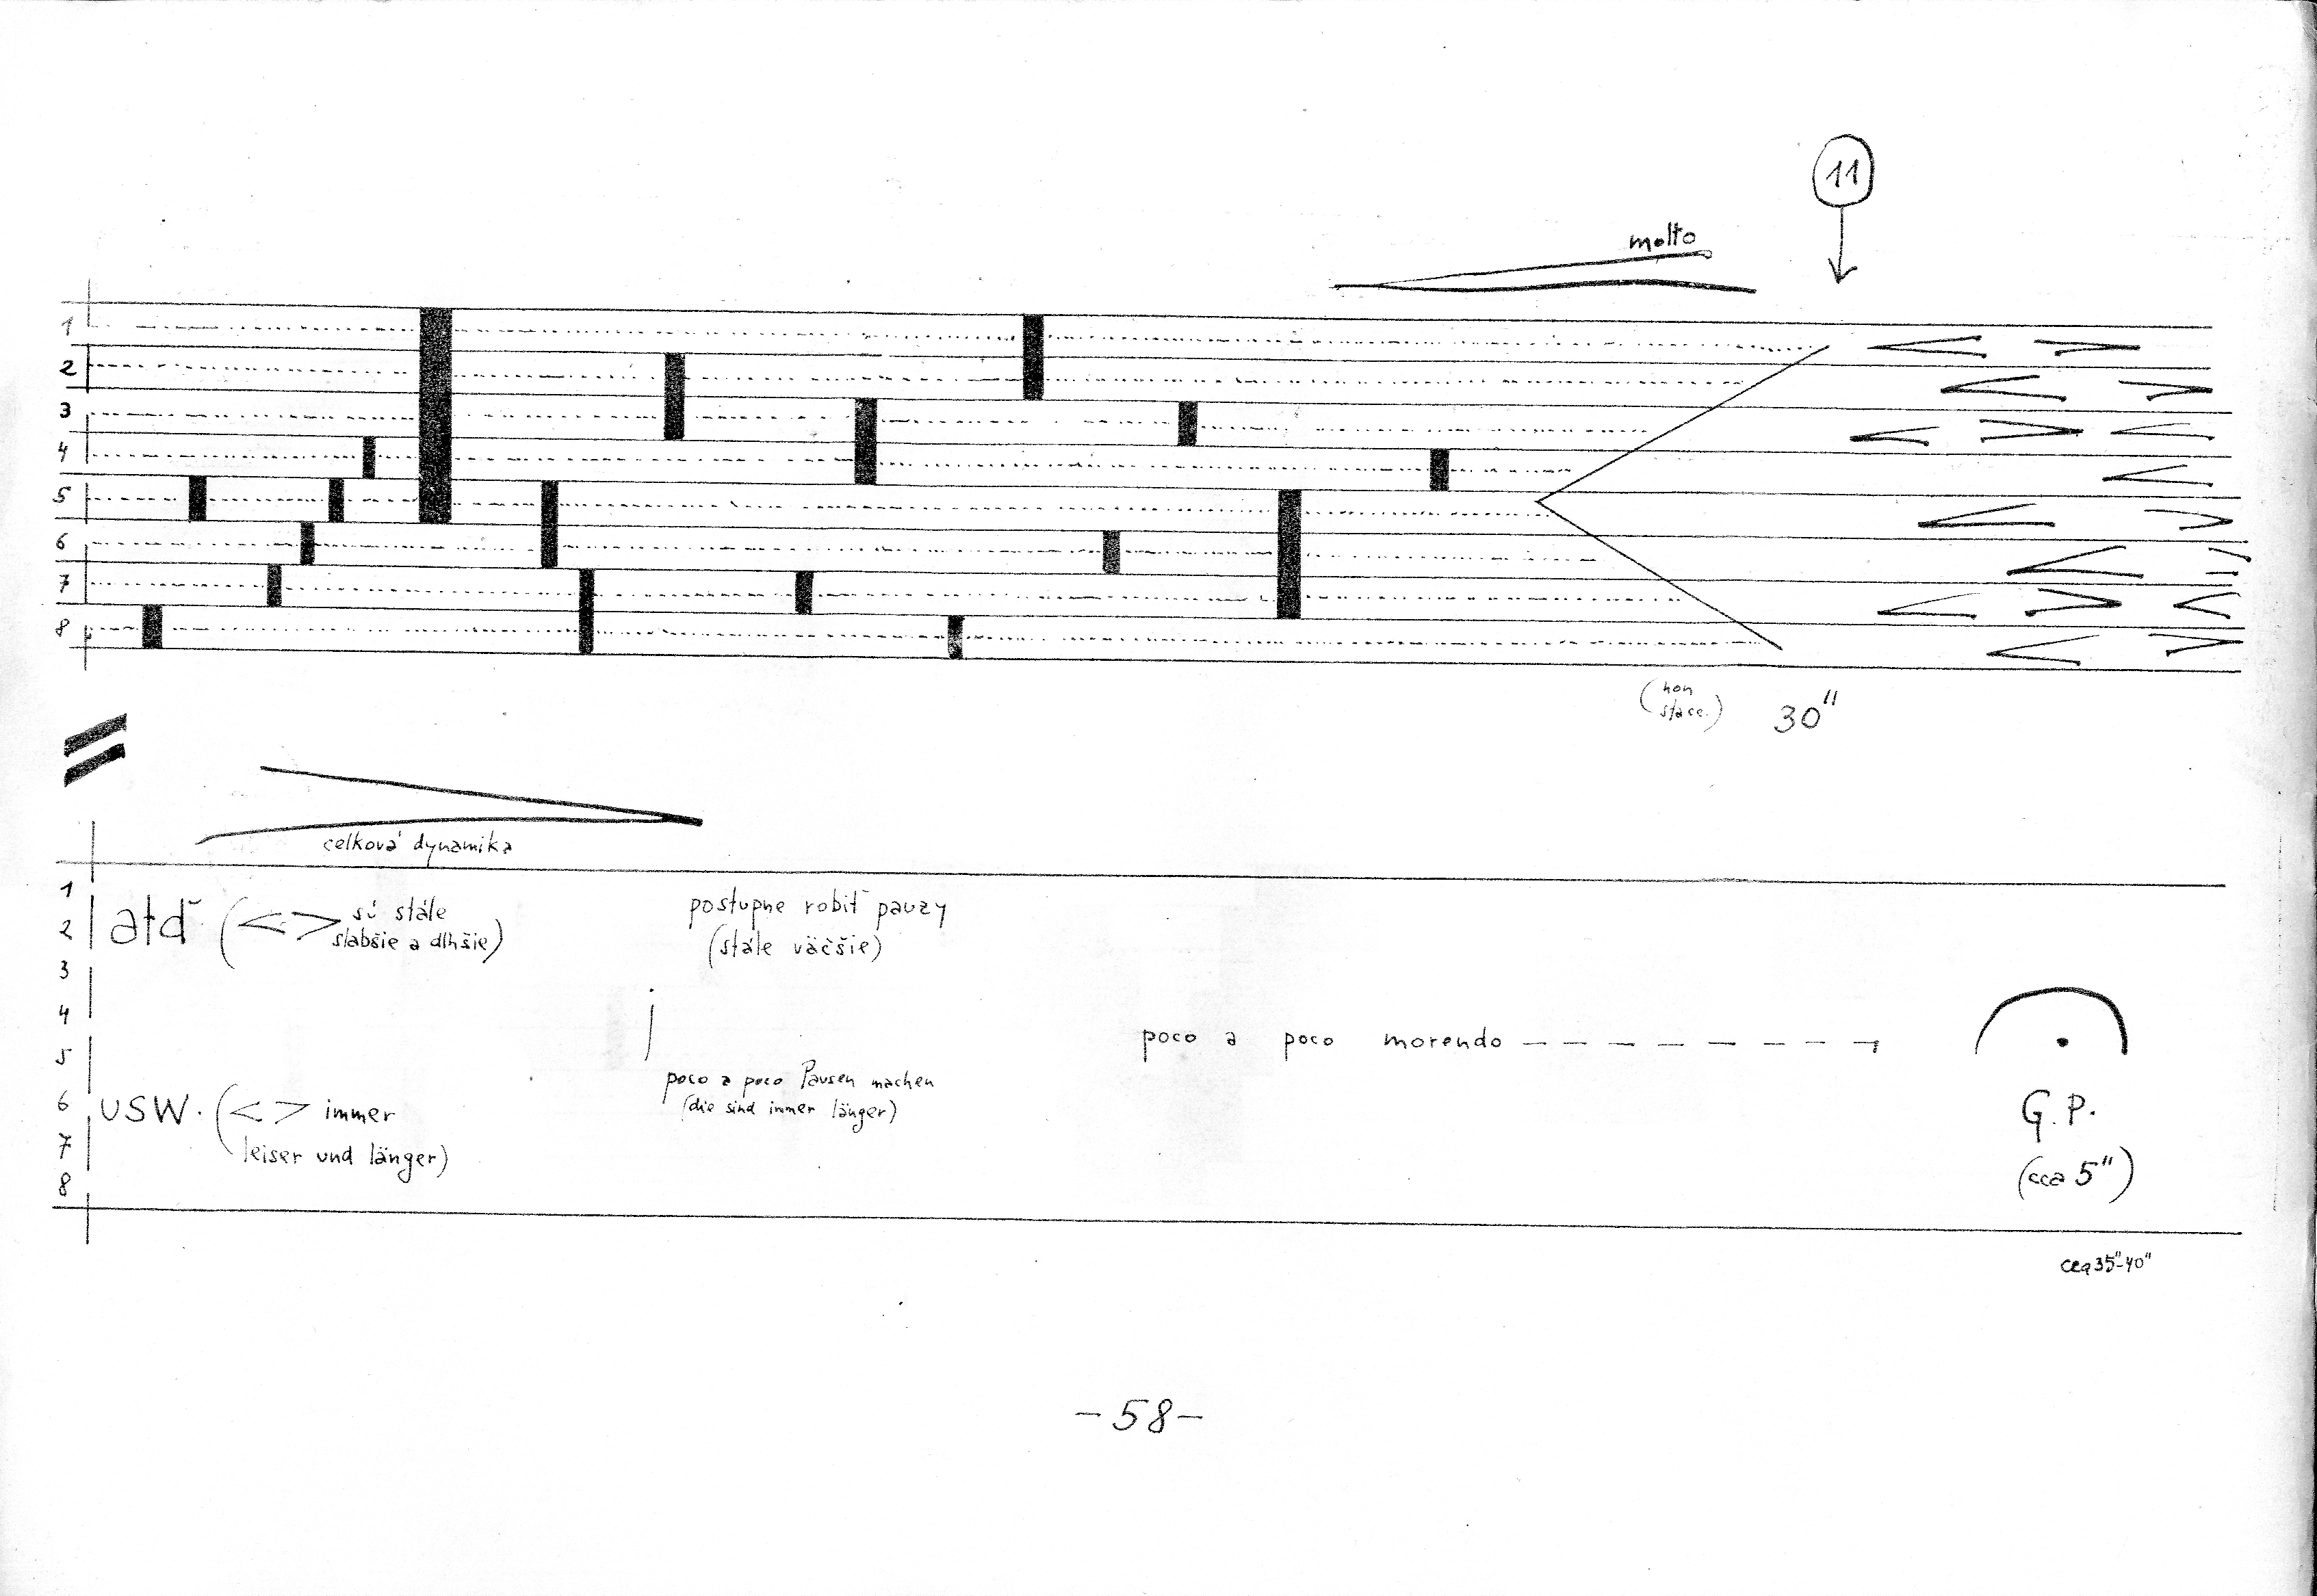 11
molto
1
2
3
4
5
6
7
8
(non
stacc.)
30"
celková dynamika
1
2
3
4
5
6
7
8
atď (< > sú stále
slabšie a dlhšie)
postupne robiť pauzy
(stále väčšie)
poco a poco morendo
poco a poco Pausen machen
(die sind immer länger)
usw. (< > immer
leiser und länger)
G.P.
(cca 5")
cca 35"-40"
-58-